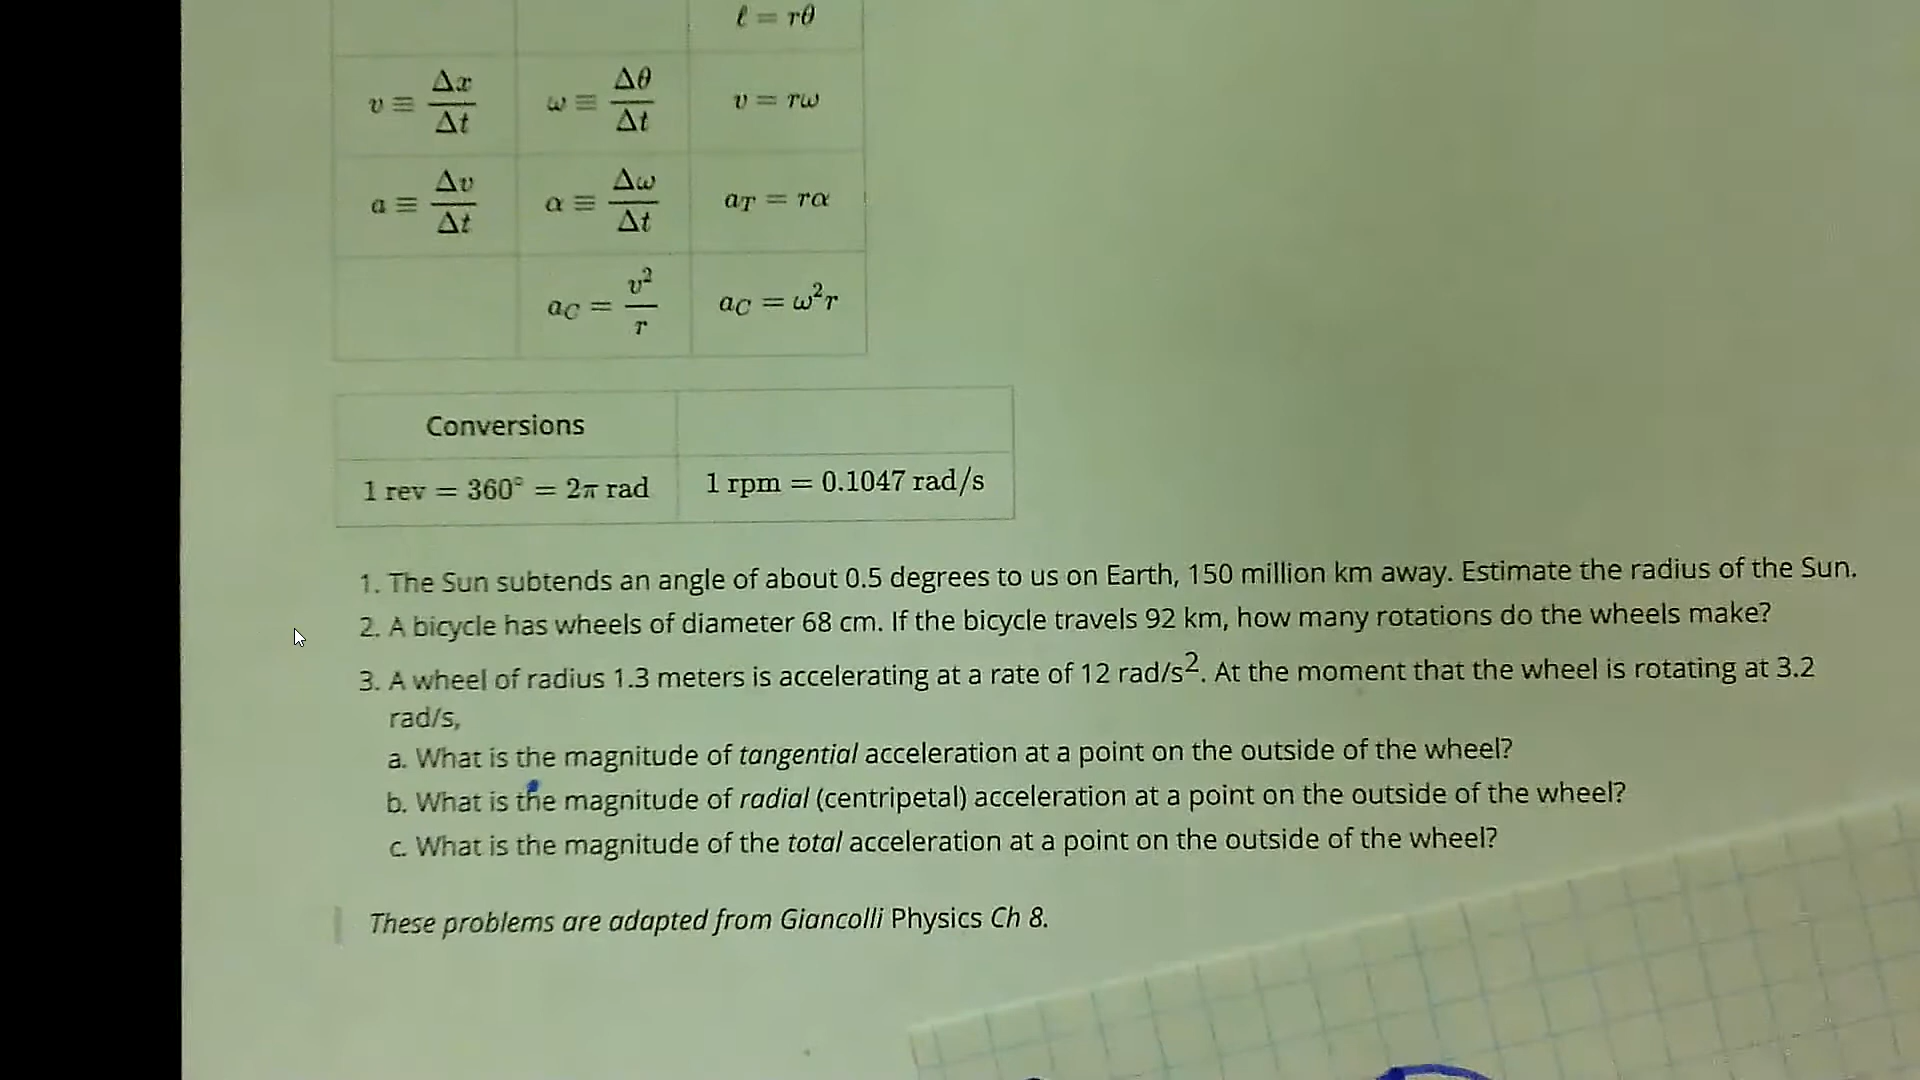 ℓ = rθ
v ≡ Δx/Δt ω ≡ Δθ/Δt v = rω
a ≡ Δv/Δt α ≡ Δω/Δt a_T = rα
a_C = v²/r a_C = ω²r
Conversions
1 rev = 360° = 2π rad 1 rpm = 0.1047 rad/s
1. The Sun subtends an angle of about 0.5 degrees to us on Earth, 150 million km away. Estimate the radius of the Sun.
2. A bicycle has wheels of diameter 68 cm. If the bicycle travels 92 km, how many rotations do the wheels make?
3. A wheel of radius 1.3 meters is accelerating at a rate of 12 rad/s². At the moment that the wheel is rotating at 3.2
rad/s,
a. What is the magnitude of tangential acceleration at a point on the outside of the wheel?
b. What is the magnitude of radial (centripetal) acceleration at a point on the outside of the wheel?
c. What is the magnitude of the total acceleration at a point on the outside of the wheel?
These problems are adapted from Giancolli Physics Ch 8.